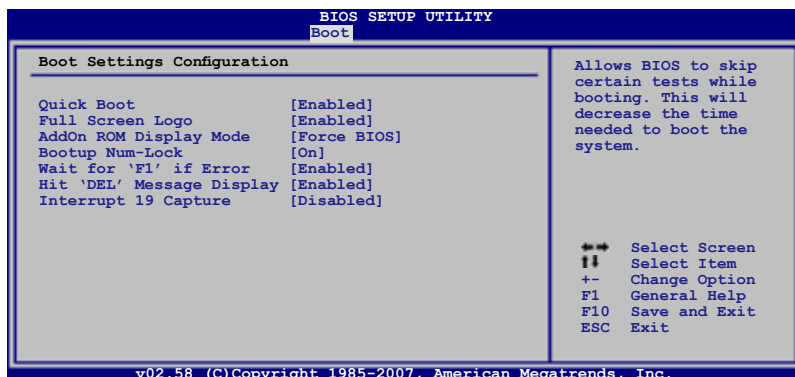 BIOS SETUP UTILITY
Boot
Boot Settings Configuration
Quick Boot [Enabled]
Full Screen Logo [Enabled]
AddOn ROM Display Mode [Force BIOS]
Bootup Num-Lock [On]
Wait for ‘F1’ if Error [Enabled]
Hit ‘DEL’ Message Display [Enabled]
Interrupt 19 Capture [Disabled]
Allows BIOS to skip
certain tests while
booting. This will
decrease the time
needed to boot the
system.
Select Screen
Select Item
+- Change Option
F1 General Help
F10 Save and Exit
ESC Exit
v02.58 (C)Copyright 1985-2007, American Megatrends, Inc.